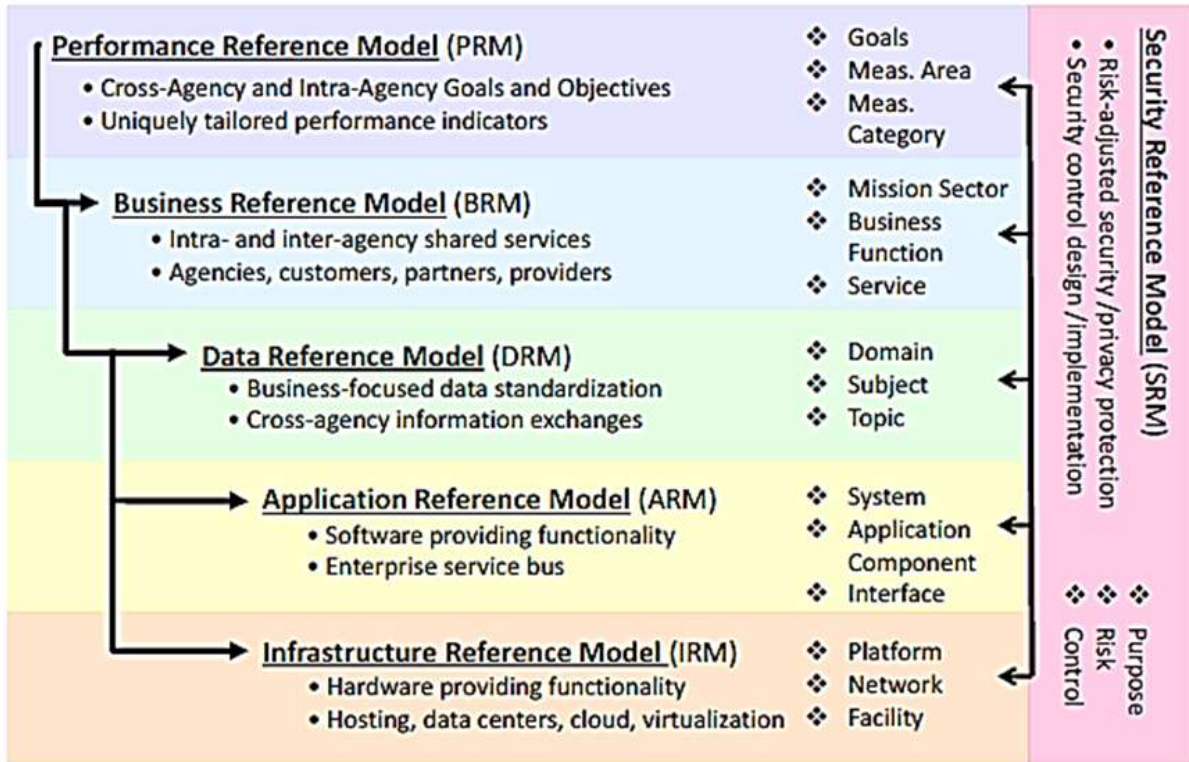 Performance Reference Model (PRM)
• Cross-Agency and Intra-Agency Goals and Objectives
• Uniquely tailored performance indicators
❖ Goals
❖ Meas. Area
❖ Meas.
Category
Business Reference Model (BRM)
• Intra- and inter-agency shared services
• Agencies, customers, partners, providers
❖ Mission Sector
❖ Business
Function
❖ Service
Data Reference Model (DRM)
• Business-focused data standardization
• Cross-agency information exchanges
❖ Domain
❖ Subject
❖ Topic
Application Reference Model (ARM)
• Software providing functionality
• Enterprise service bus
❖ System
❖ Application
Component
❖ Interface
Infrastructure Reference Model (IRM)
• Hardware providing functionality
• Hosting, data centers, cloud, virtualization
❖ Platform
❖ Network
❖ Facility
Security Reference Model (SRM)
• Risk-adjusted security/privacy protection
• Security control design/implementation
❖ Purpose
❖ Risk
❖ Control